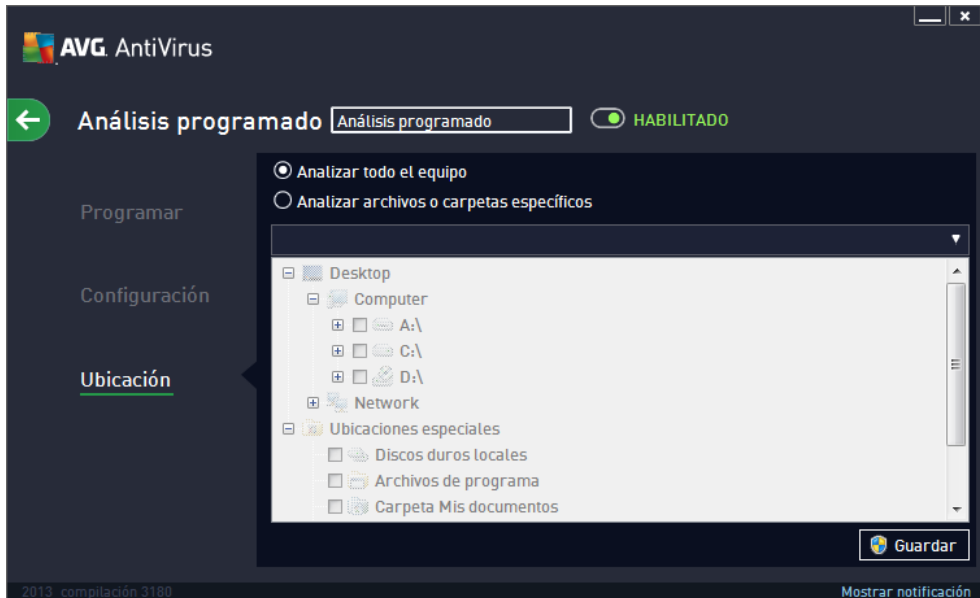 AVG. AntiVirus
Análisis programado
Análisis programado
HABILITADO
Programar
Configuración
Ubicación
Analizar todo el equipo
Analizar archivos o carpetas específicos
Desktop
Computer
A:\
C:\
D:\
Network
Ubicaciones especiales
Discos duros locales
Archivos de programa
Carpeta Mis documentos
Guardar
2013 compilación 3180
Mostrar notificación